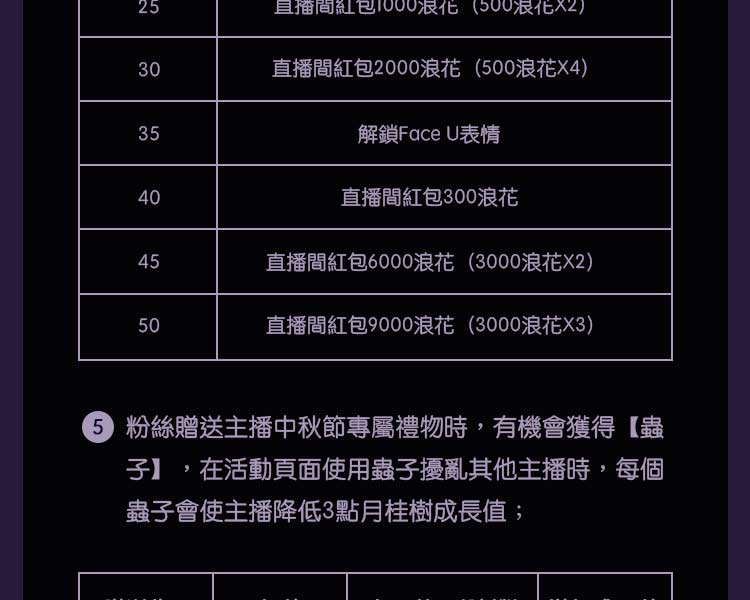 25 直播間紅包1000浪花（500浪花X2）
30 直播間紅包2000浪花（500浪花X4）
35 解鎖Face U表情
40 直播間紅包300浪花
45 直播間紅包6000浪花（3000浪花X2）
50 直播間紅包9000浪花（3000浪花X3）
5 粉絲贈送主播中秋節專屬禮物時，有機會獲得【蟲
子】，在活動頁面使用蟲子擾亂其他主播時，每個
蟲子會使主播降低3點月桂樹成長值；